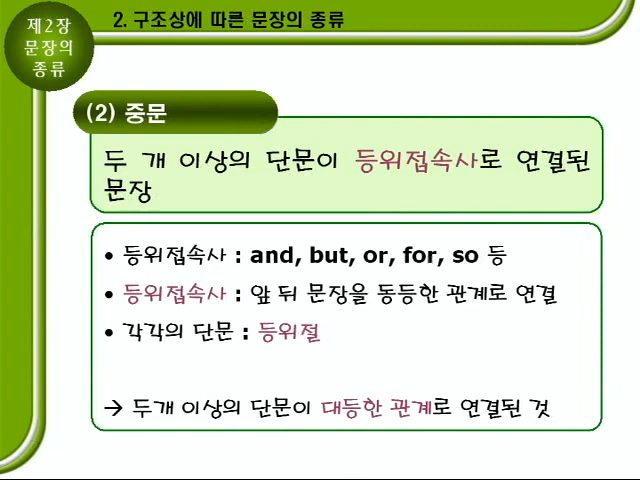 제2장
문장의
종류
2. 구조상에 따른 문장의 종류
(2) 중문
두 개 이상의 단문이 등위접속사로 연결된
문장
• 등위접속사 : and, but, or, for, so 등
• 등위접속사 : 앞 뒤 문장을 동등한 관계로 연결
• 각각의 단문 : 등위절
→ 두개 이상의 단문이 대등한 관계로 연결된 것